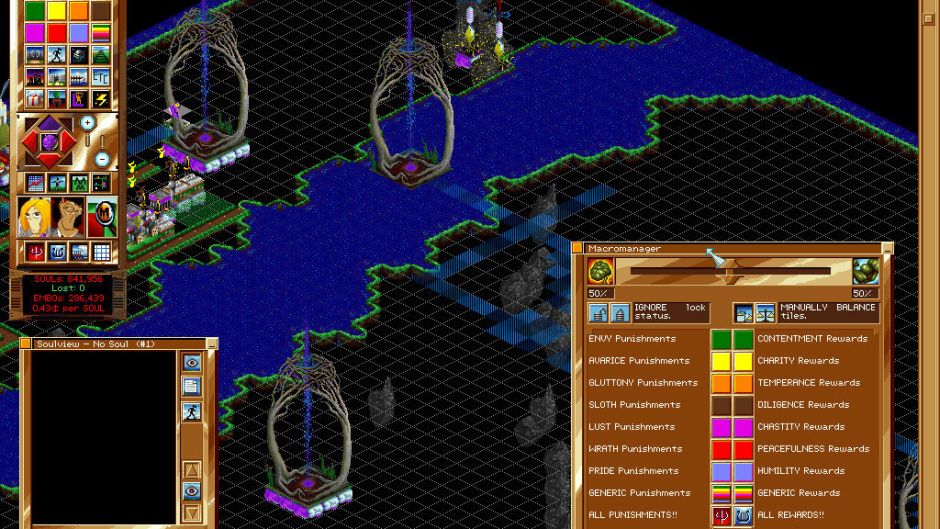 SOULs: 841,956
Lost: 0
EMBOs: 286,439
0.43¢ per SOUL
Soulview - No Soul (#1)
Macromanager
50%
50%
IGNORE lock
status.
MANUALLY BALANCE
tiles.
ENVY Punishments
CONTENTMENT Rewards
AVARICE Punishments
CHARITY Rewards
GLUTTONY Punishments
TEMPERANCE Rewards
SLOTH Punishments
DILIGENCE Rewards
LUST Punishments
CHASTITY Rewards
WRATH Punishments
PEACEFULNESS Rewards
PRIDE Punishments
HUMILITY Rewards
GENERIC Punishments
GENERIC Rewards
ALL PUNISHMENTS!!
ALL REWARDS!!